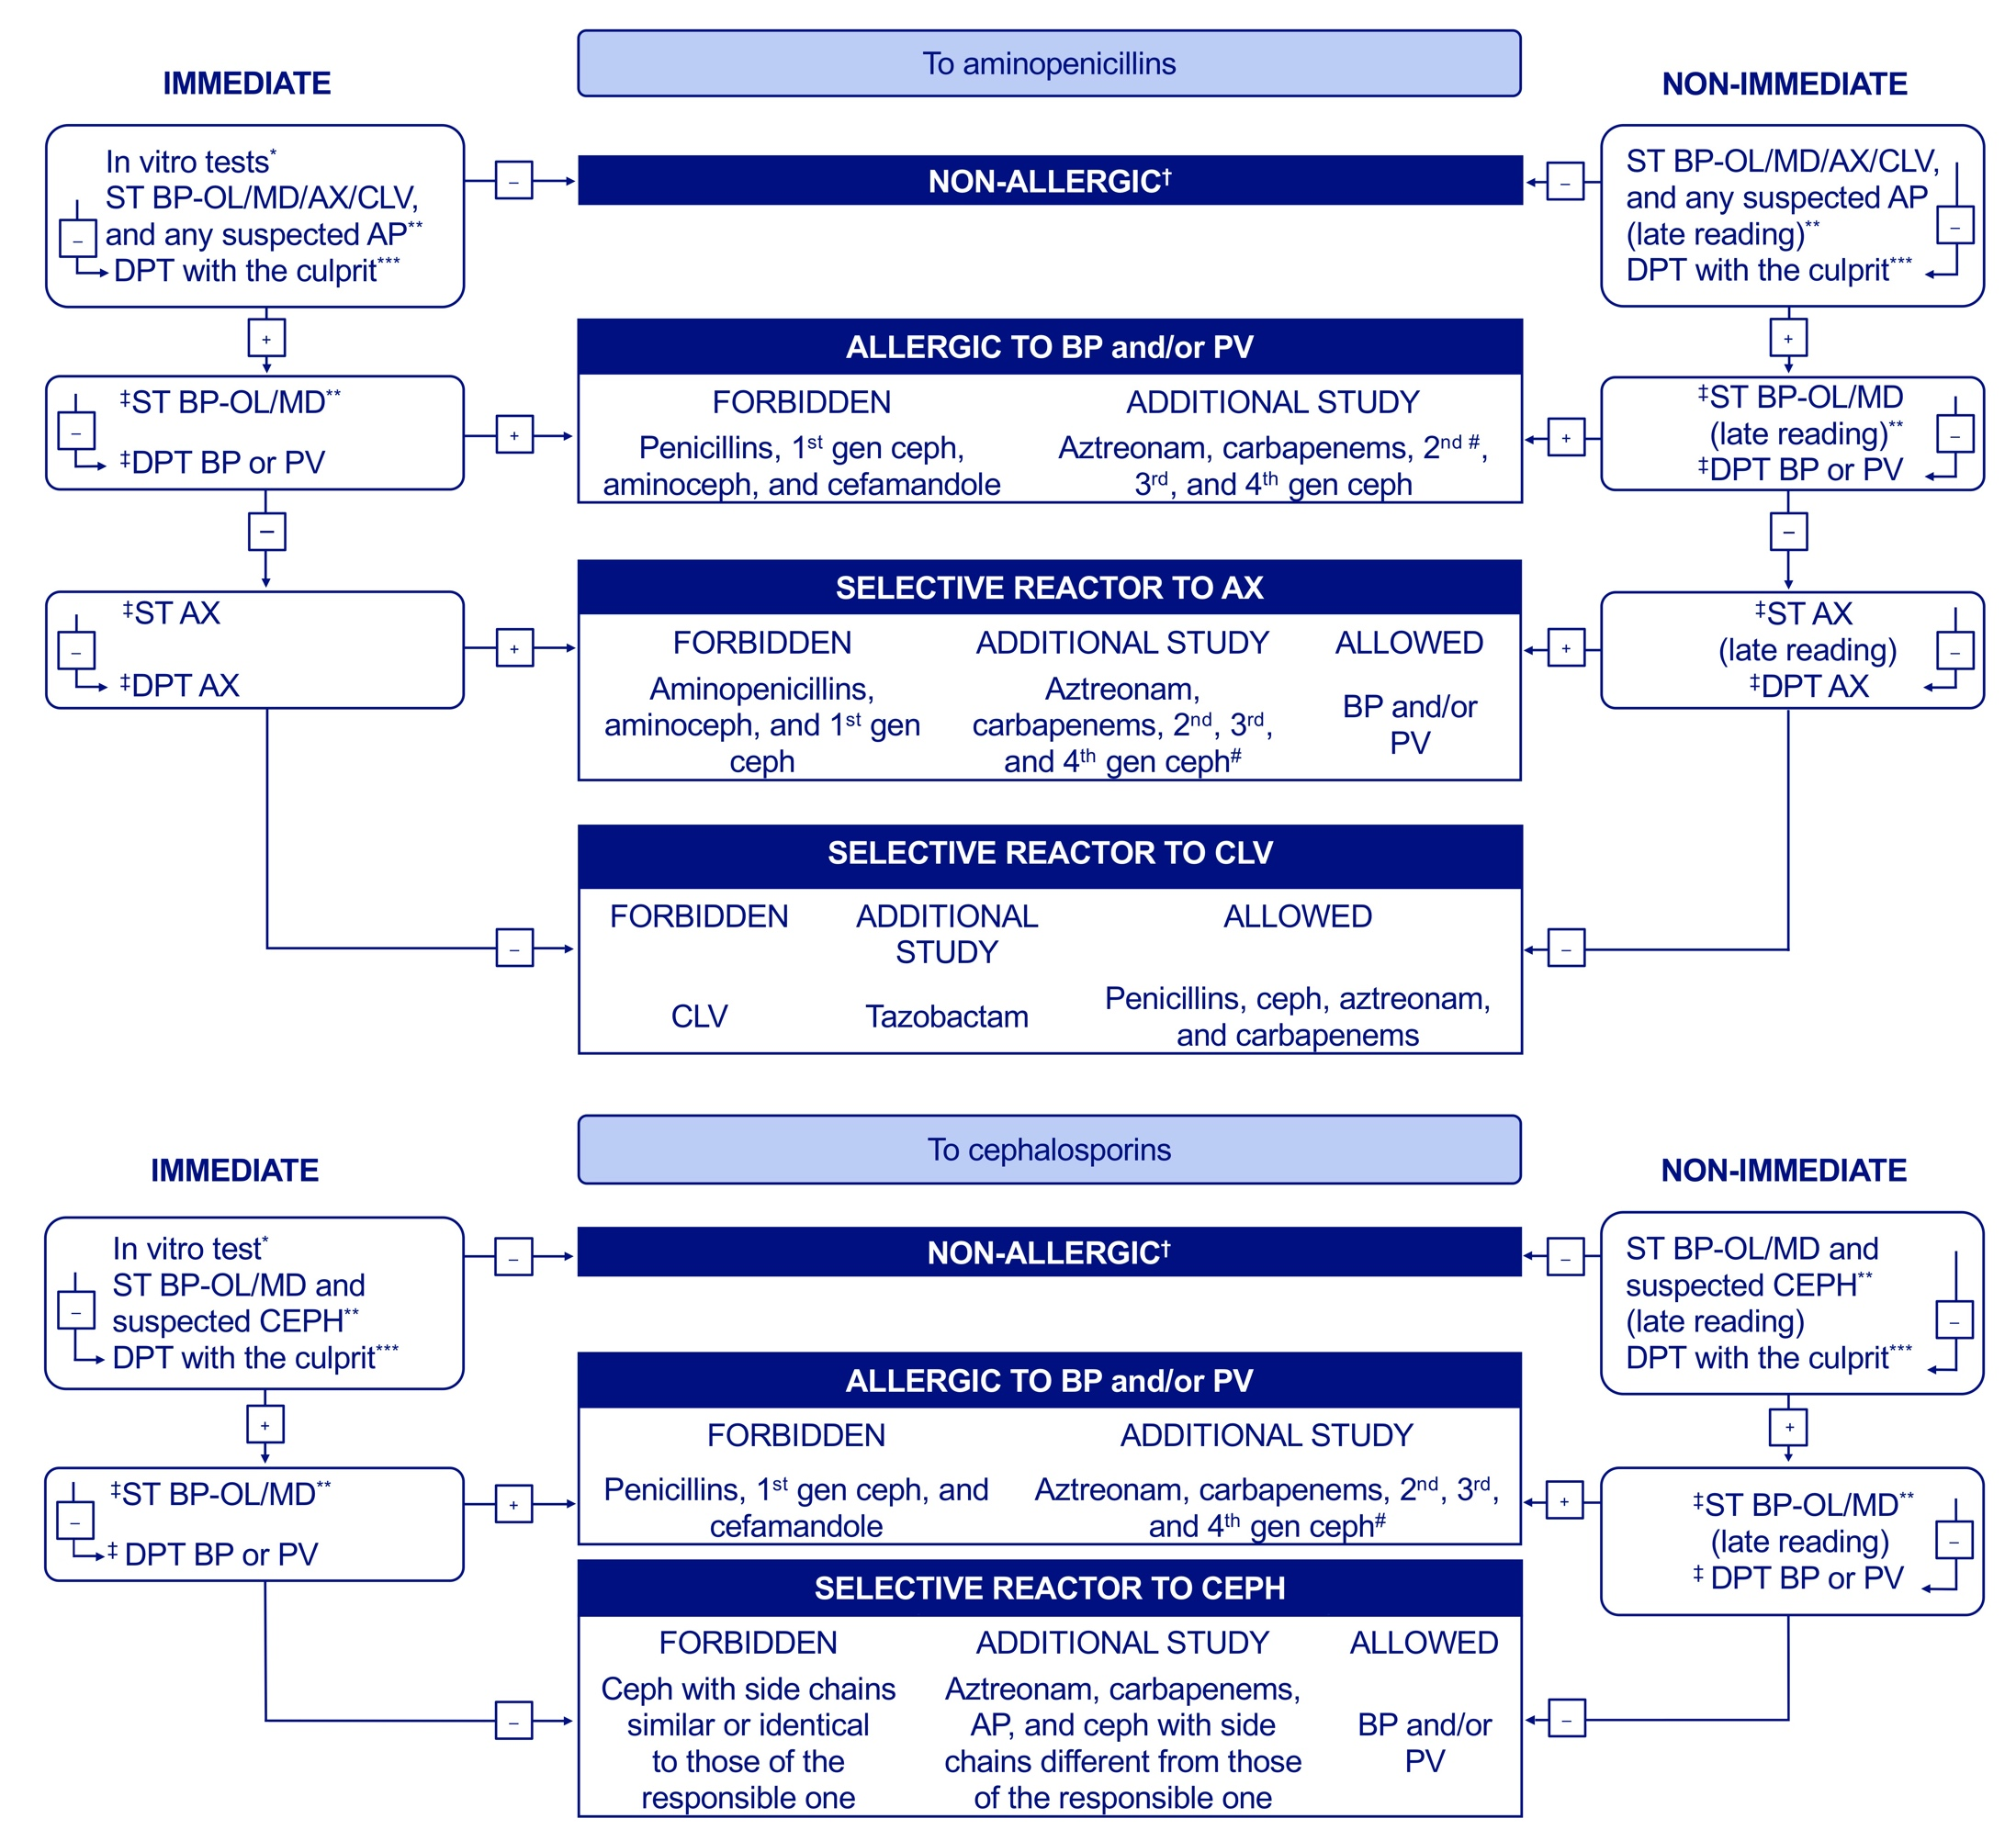 To aminopenicillins
IMMEDIATE
NON-IMMEDIATE
In vitro tests*
ST BP-OL/MD/AX/CLV,
and any suspected AP**
–
DPT with the culprit***
–
NON-ALLERGIC†
–
ST BP-OL/MD/AX/CLV,
and any suspected AP
(late reading)**
–
DPT with the culprit***
+
+
‡ST BP-OL/MD**
–
‡DPT BP or PV
+
ALLERGIC TO BP and/or PV
FORBIDDEN
Penicillins, 1st gen ceph,
aminoceph, and cefamandole
ADDITIONAL STUDY
Aztreonam, carbapenems, 2nd #,
3rd, and 4th gen ceph
+
‡ST BP-OL/MD
(late reading)**
–
‡DPT BP or PV
–
–
‡ST AX
–
‡DPT AX
+
SELECTIVE REACTOR TO AX
FORBIDDEN
Aminopenicillins,
aminoceph, and 1st gen
ceph
ADDITIONAL STUDY
Aztreonam,
carbapenems, 2nd, 3rd,
and 4th gen ceph#
ALLOWED
BP and/or
PV
+
‡ST AX
(late reading)
–
‡DPT AX
–
SELECTIVE REACTOR TO CLV
FORBIDDEN
CLV
ADDITIONAL
STUDY
Tazobactam
ALLOWED
Penicillins, ceph, aztreonam,
and carbapenems
–
To cephalosporins
IMMEDIATE
NON-IMMEDIATE
In vitro test*
ST BP-OL/MD and
suspected CEPH**
–
DPT with the culprit***
–
NON-ALLERGIC†
–
ST BP-OL/MD and
suspected CEPH**
(late reading)
–
DPT with the culprit***
+
+
‡ST BP-OL/MD**
–
‡ DPT BP or PV
+
ALLERGIC TO BP and/or PV
FORBIDDEN
Penicillins, 1st gen ceph, and
cefamandole
ADDITIONAL STUDY
Aztreonam, carbapenems, 2nd, 3rd,
and 4th gen ceph#
+
‡ST BP-OL/MD**
(late reading)
–
‡ DPT BP or PV
–
SELECTIVE REACTOR TO CEPH
FORBIDDEN
Ceph with side chains
similar or identical
to those of the
responsible one
ADDITIONAL STUDY
Aztreonam, carbapenems,
AP, and ceph with side
chains different from those
of the responsible one
ALLOWED
BP and/or
PV
–